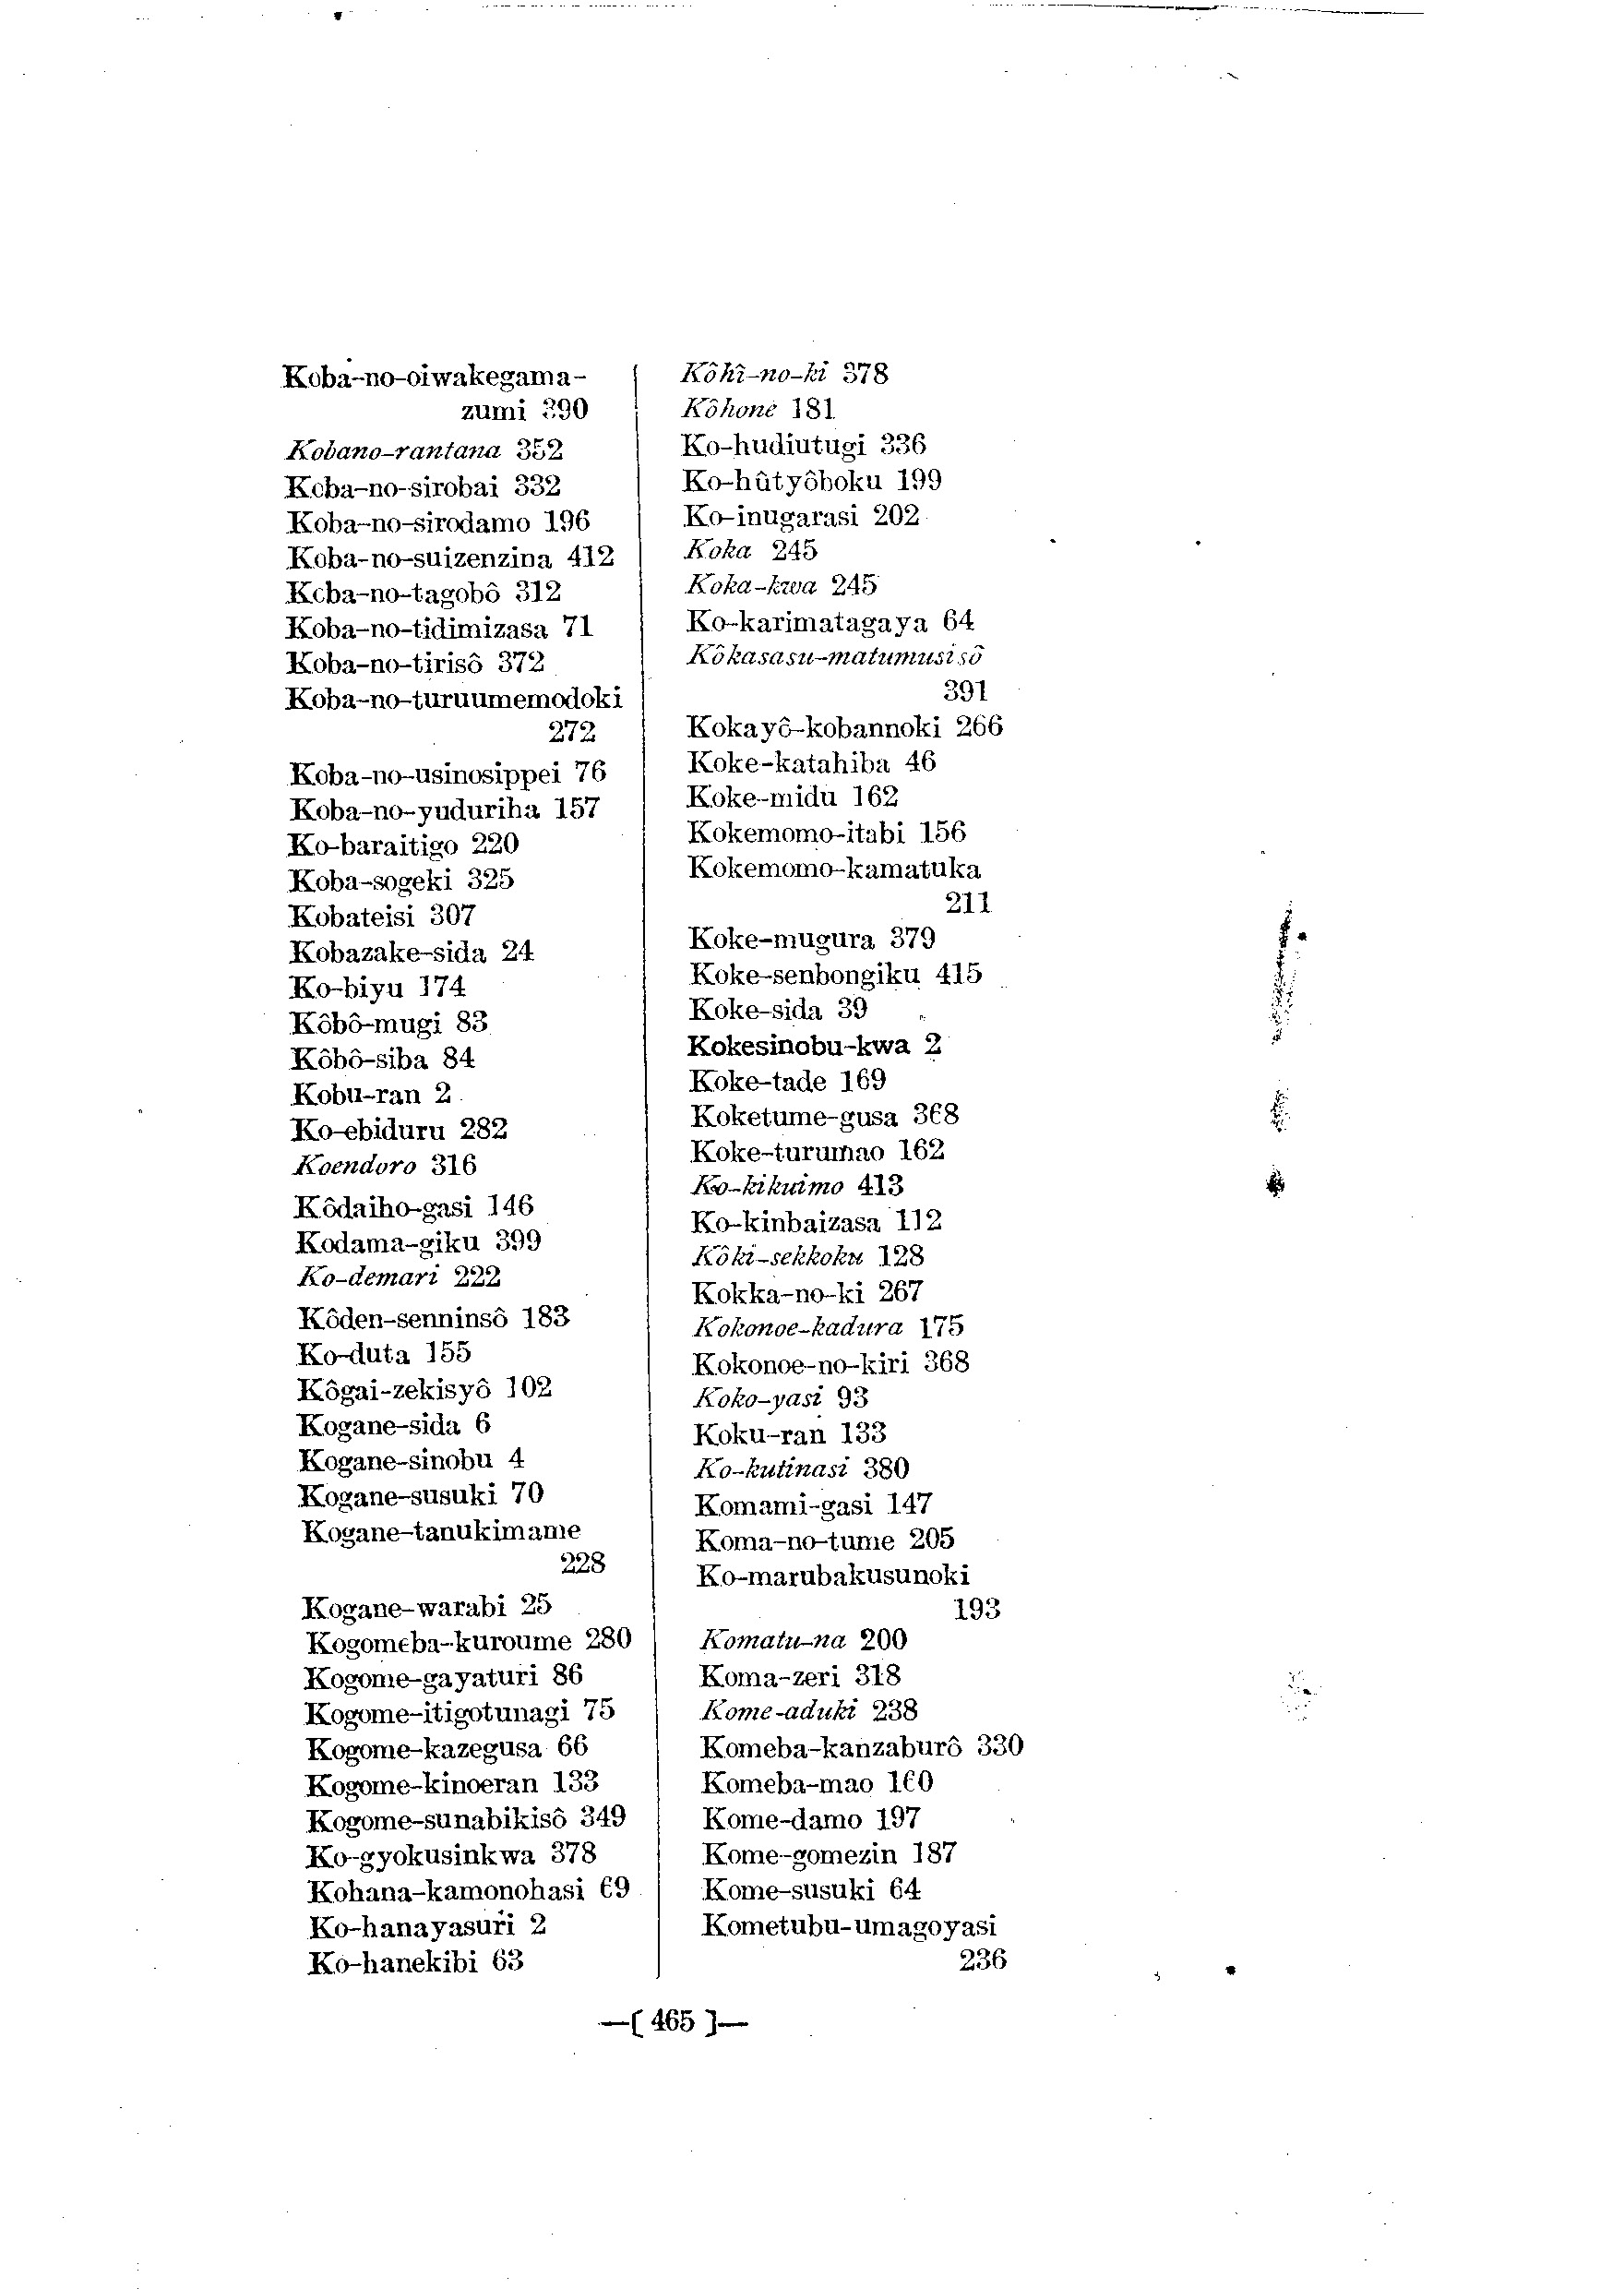 Koba-no-oiwakegama-
zumi 390
Kobano-rantana 352
Koba-no-sirobai 332
Koba-no-sirodamo 196
Koba-no-suizenzina 412
Koba-no-tagobô 312
Koba-no-tidimizasa 71
Koba-no-tirisô 372
Koba-no-turuumemodoki
272
Koba-no-usinosippei 76
Koba-no-yuduriha 157
Ko-baraitigo 220
Koba-sogeki 325
Kobateisi 307
Kobazake-sida 24
Ko-biyu 174
Kôbô-mugi 83
Kôbô-siba 84
Kobu-ran 2
Ko-ebiduru 282
Koendoro 316
Kôdaiho-gasi 146
Kodama-giku 399
Ko-demari 222
Kôden-senninsô 183
Ko-duta 155
Kôgai-zekisyô 102
Kogane-sida 6
Kogane-sinobu 4
Kogane-susuki 70
Kogane-tanukimame
228
Kogane-warabi 25
Kogomeba-kuroume 280
Kogome-gayaturi 86
Kogome-itigotunagi 75
Kogome-kazegusa 66
Kogome-kinoeran 133
Kogome-sunabikisô 349
Ko-gyokusinkwa 378
Kohana-kamonohasi 69
Ko-hanayasuri 2
Ko-hanekibi 63
Kôhî-no-ki 378
Kôhone 181
Ko-hudiutugi 336
Ko-hûtyôboku 199
Ko-inugarasi 202
Koka 245
Koka-kwa 245
Ko-karimatagaya 64
Kôkasasu-matumusisô
391
Kokayô-kobannoki 266
Koke-katahiba 46
Koke-midu 162
Kokemomo-itabi 156
Kokemomo-kamatuka
211
Koke-mugura 379
Koke-senbongiku 415
Koke-sida 39
Kokesinobu-kwa 2
Koke-tade 169
Koketume-gusa 368
Koke-turumao 162
Ko-kikuimo 413
Ko-kinbaizasa 112
Kôki-sekkoku 128
Kokka-no-ki 267
Kokonoe-kadura 175
Kokonoe-no-kiri 368
Koko-yasi 93
Koku-ran 133
Ko-kutinasi 380
Komami-gasi 147
Koma-no-tume 205
Ko-marubakusunoki
193
Komatu-na 200
Koma-zeri 318
Kome-aduki 238
Komeba-kanzaburô 330
Komeba-mao 160
Kome-damo 197
Kome-gomezin 187
Kome-susuki 64
Kometubu-umagoyasi
236
—[ 465 ]—